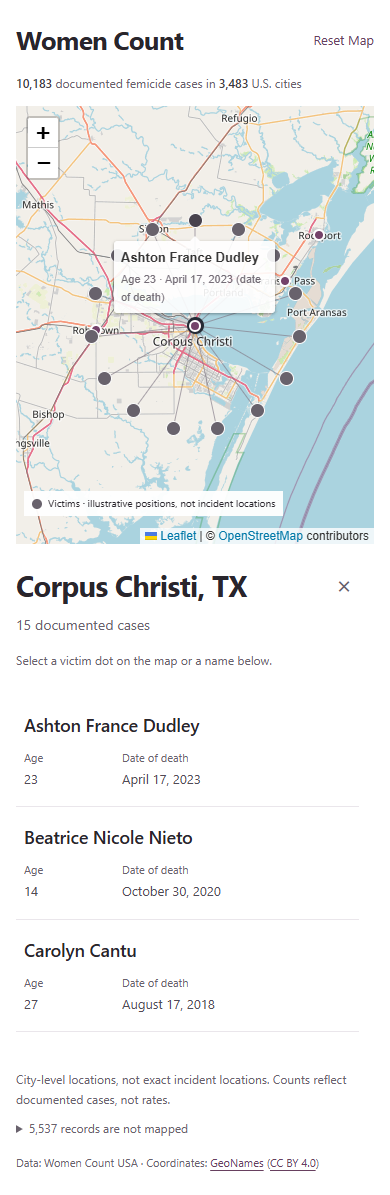 Women Count
Reset Map
10,183 documented femicide cases in 3,483 U.S. cities
+
−
Refugio
Mathis
Rockport
Ashton France Dudley
Age 23 · April 17, 2023 (date
of death)
Pass
Port Aransas
Corpus Christi
Bishop
ngsville
Victims · illustrative positions, not incident locations
Leaflet | © OpenStreetMap contributors
Corpus Christi, TX
×
15 documented cases
Select a victim dot on the map or a name below.
Ashton France Dudley
Age
Date of death
23
April 17, 2023
Beatrice Nicole Nieto
Age
Date of death
14
October 30, 2020
Carolyn Cantu
Age
Date of death
27
August 17, 2018
City-level locations, not exact incident locations. Counts reflect
documented cases, not rates.
5,537 records are not mapped
Data: Women Count USA · Coordinates: GeoNames (CC BY 4.0)